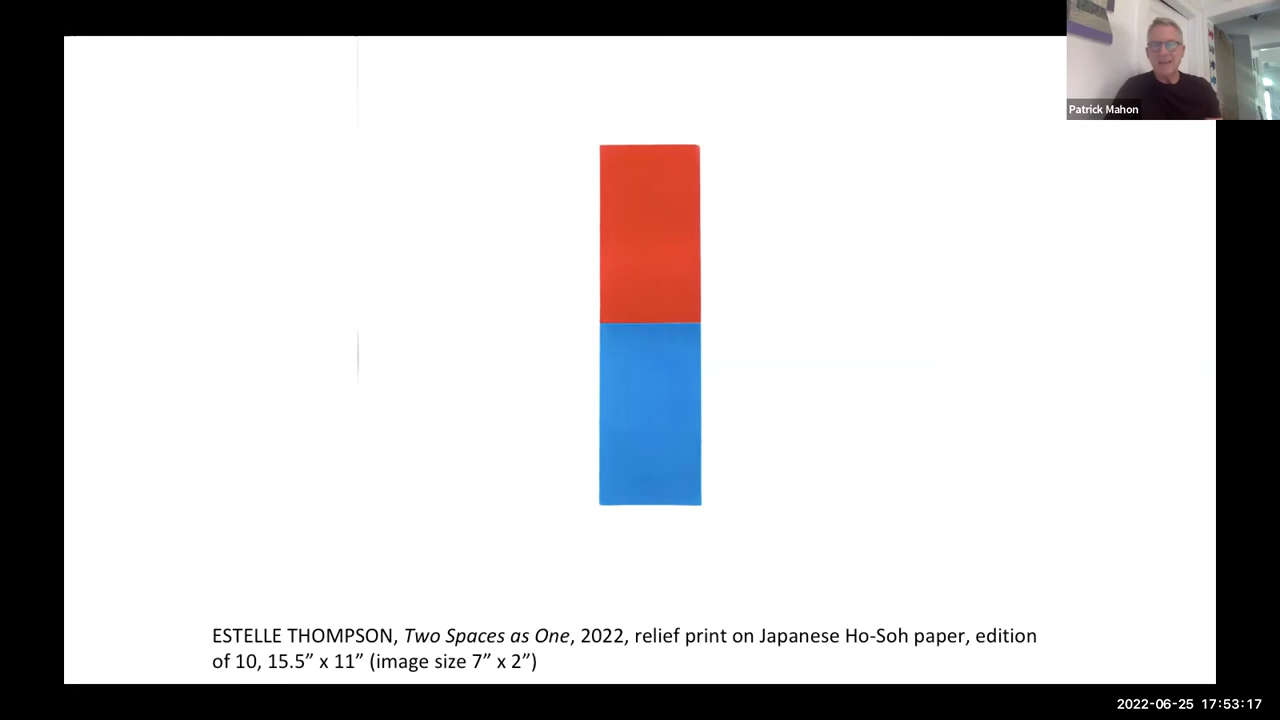 Patrick Mahon
ESTELLE THOMPSON, Two Spaces as One, 2022, relief print on Japanese Ho-Soh paper, edition
of 10, 15.5” x 11” (image size 7” x 2”)
2022-06-25 17:53:17